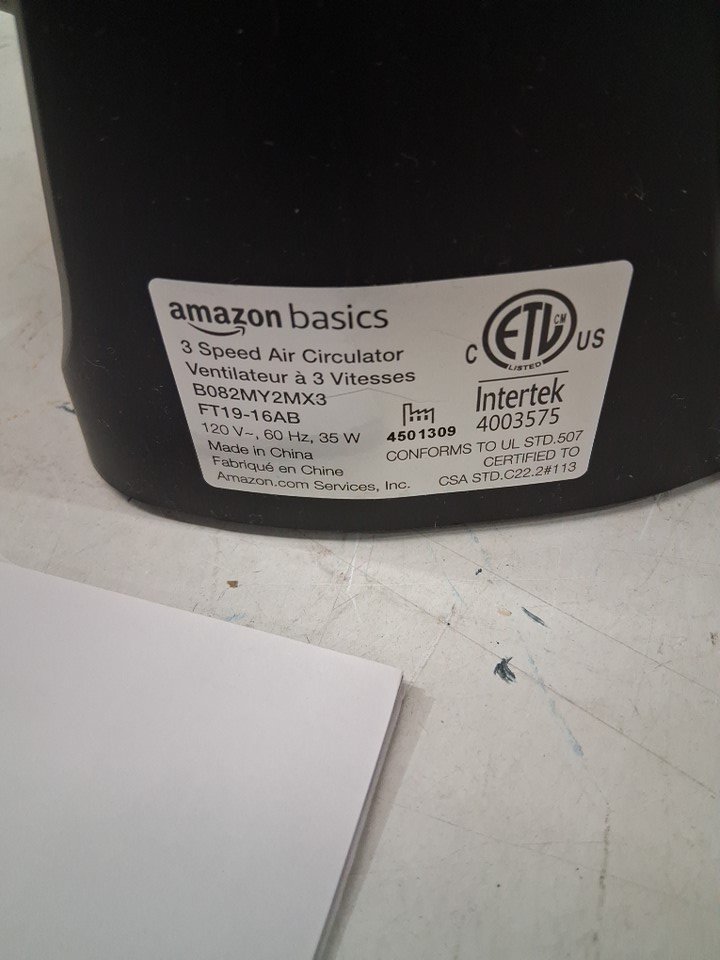 amazon basics
3 Speed Air Circulator
Ventilateur à 3 Vitesses
B082MY2MX3
FT19-16AB
120 V~, 60 Hz, 35 W
Made in China
Fabriqué en Chine
Amazon.com Services, Inc.
4501309
C ETL CM US
LISTED
Intertek
4003575
CONFORMS TO UL STD.507
CERTIFIED TO
CSA STD.C22.2#113